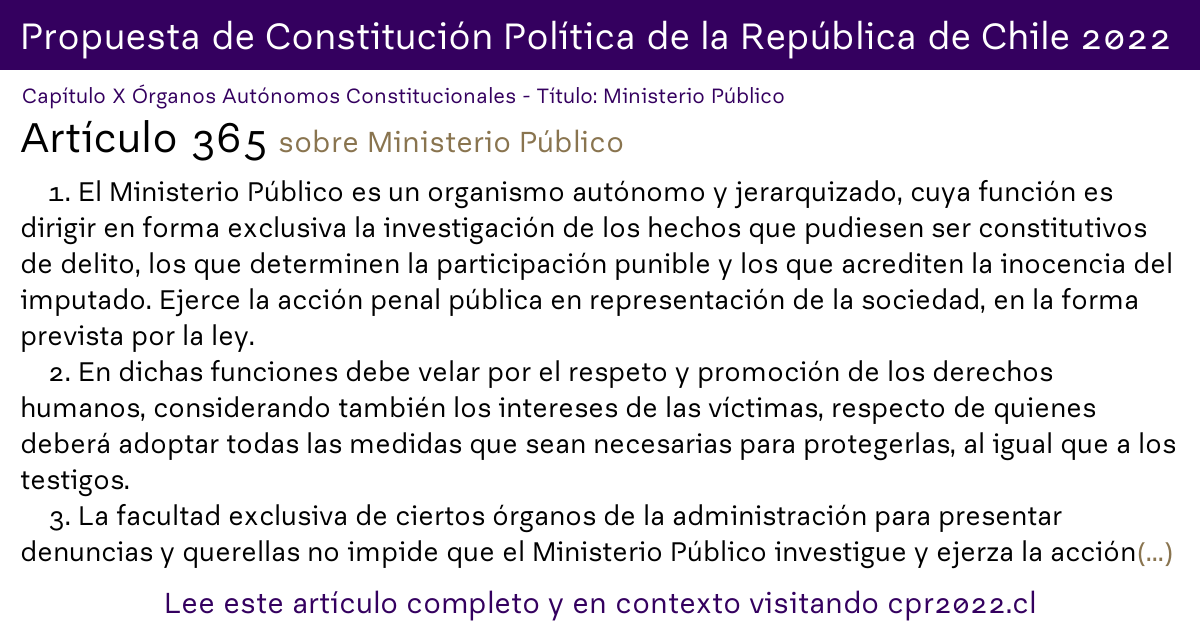 Propuesta de Constitución Política de la República de Chile 2022
Capítulo X Órganos Autónomos Constitucionales - Título: Ministerio Público
Artículo 365 sobre Ministerio Público
1. El Ministerio Público es un organismo autónomo y jerarquizado, cuya función es
dirigir en forma exclusiva la investigación de los hechos que pudiesen ser constitutivos
de delito, los que determinen la participación punible y los que acrediten la inocencia del
imputado. Ejerce la acción penal pública en representación de la sociedad, en la forma
prevista por la ley.
2. En dichas funciones debe velar por el respeto y promoción de los derechos
humanos, considerando también los intereses de las víctimas, respecto de quienes
deberá adoptar todas las medidas que sean necesarias para protegerlas, al igual que a los
testigos.
3. La facultad exclusiva de ciertos órganos de la administración para presentar
denuncias y querellas no impide que el Ministerio Público investigue y ejerza la acción(...)
Lee este artículo completo y en contexto visitando cpr2022.cl